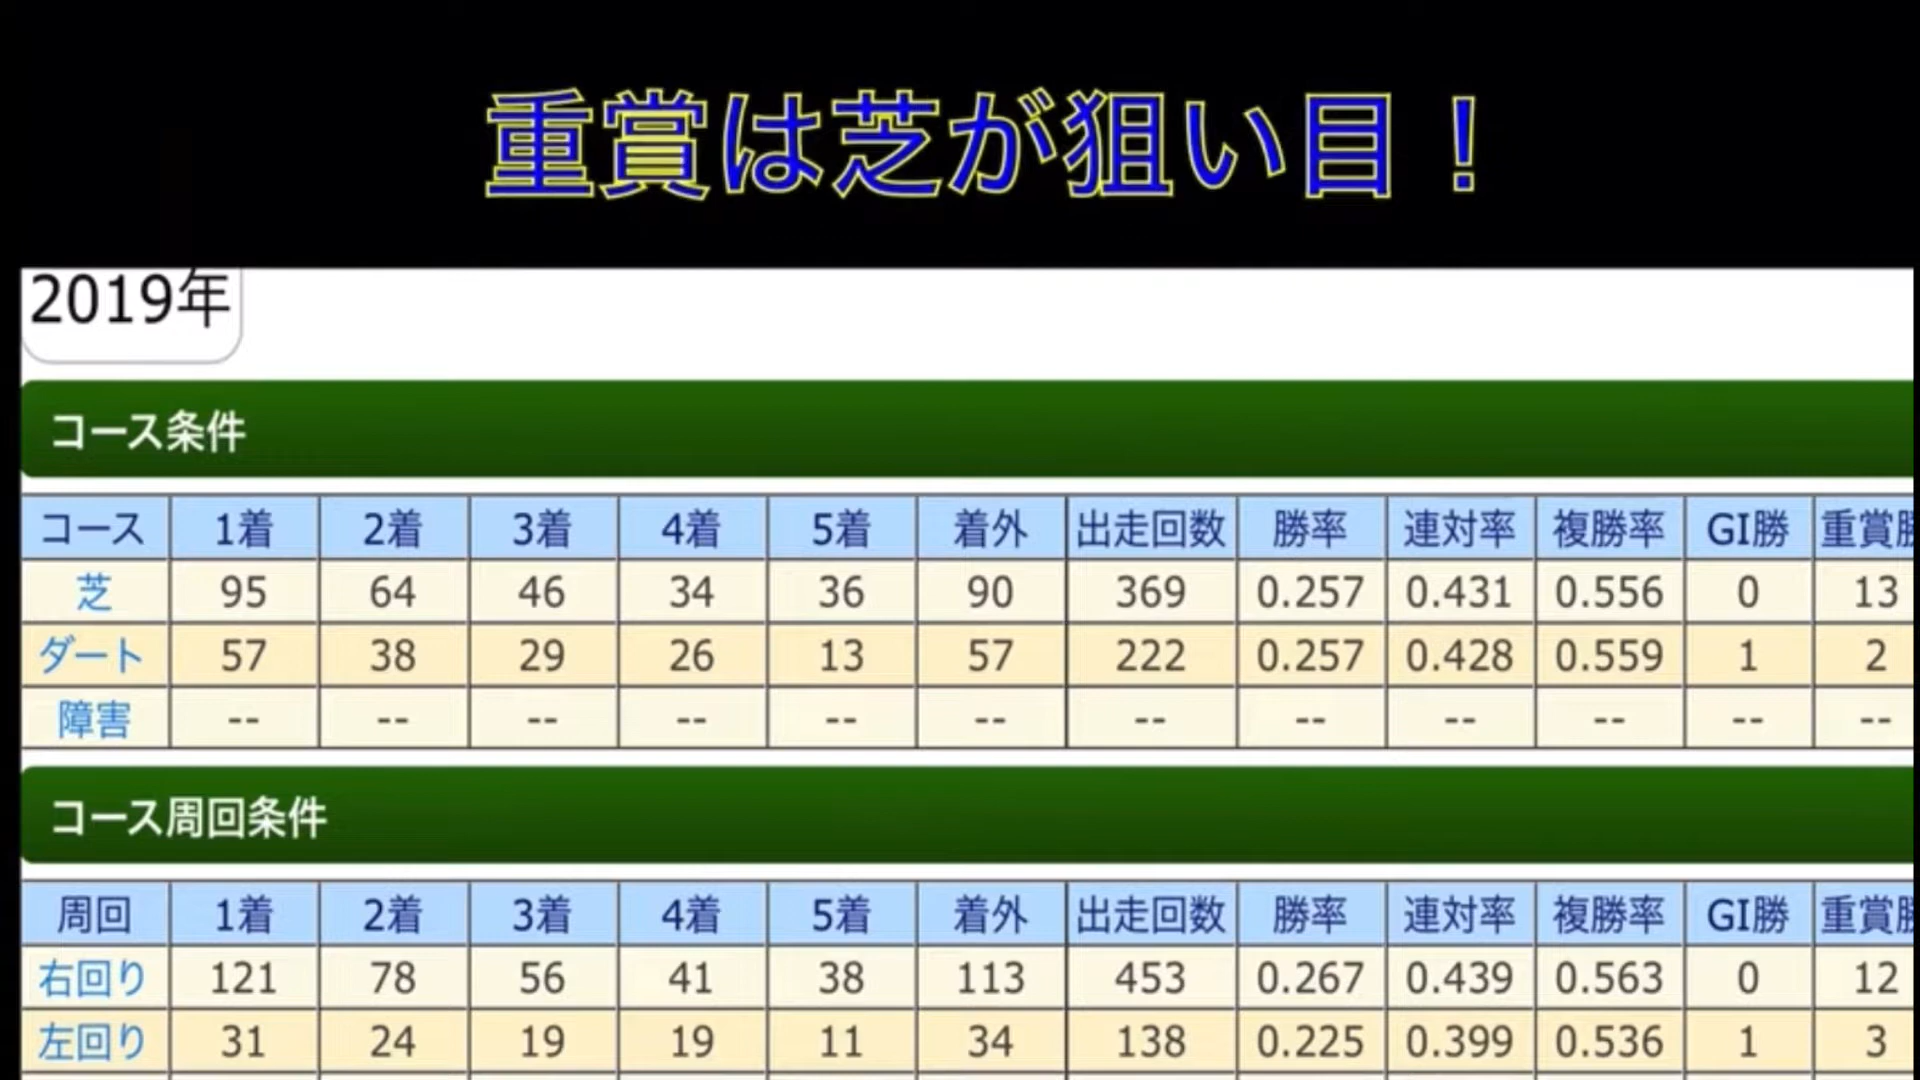 重賞は芝が狙い目！
2019年
コース条件
コース 1着 2着 3着 4着 5着 着外 出走回数 勝率 連対率 複勝率 GI勝 重賞勝
芝 95 64 46 34 36 90 369 0.257 0.431 0.556 0 13
ダート 57 38 29 26 13 57 222 0.257 0.428 0.559 1 2
障害 -- -- -- -- -- -- -- -- -- -- -- --
コース周回条件
周回 1着 2着 3着 4着 5着 着外 出走回数 勝率 連対率 複勝率 GI勝 重賞勝
右回り 121 78 56 41 38 113 453 0.267 0.439 0.563 0 12
左回り 31 24 19 19 11 34 138 0.225 0.399 0.536 1 3